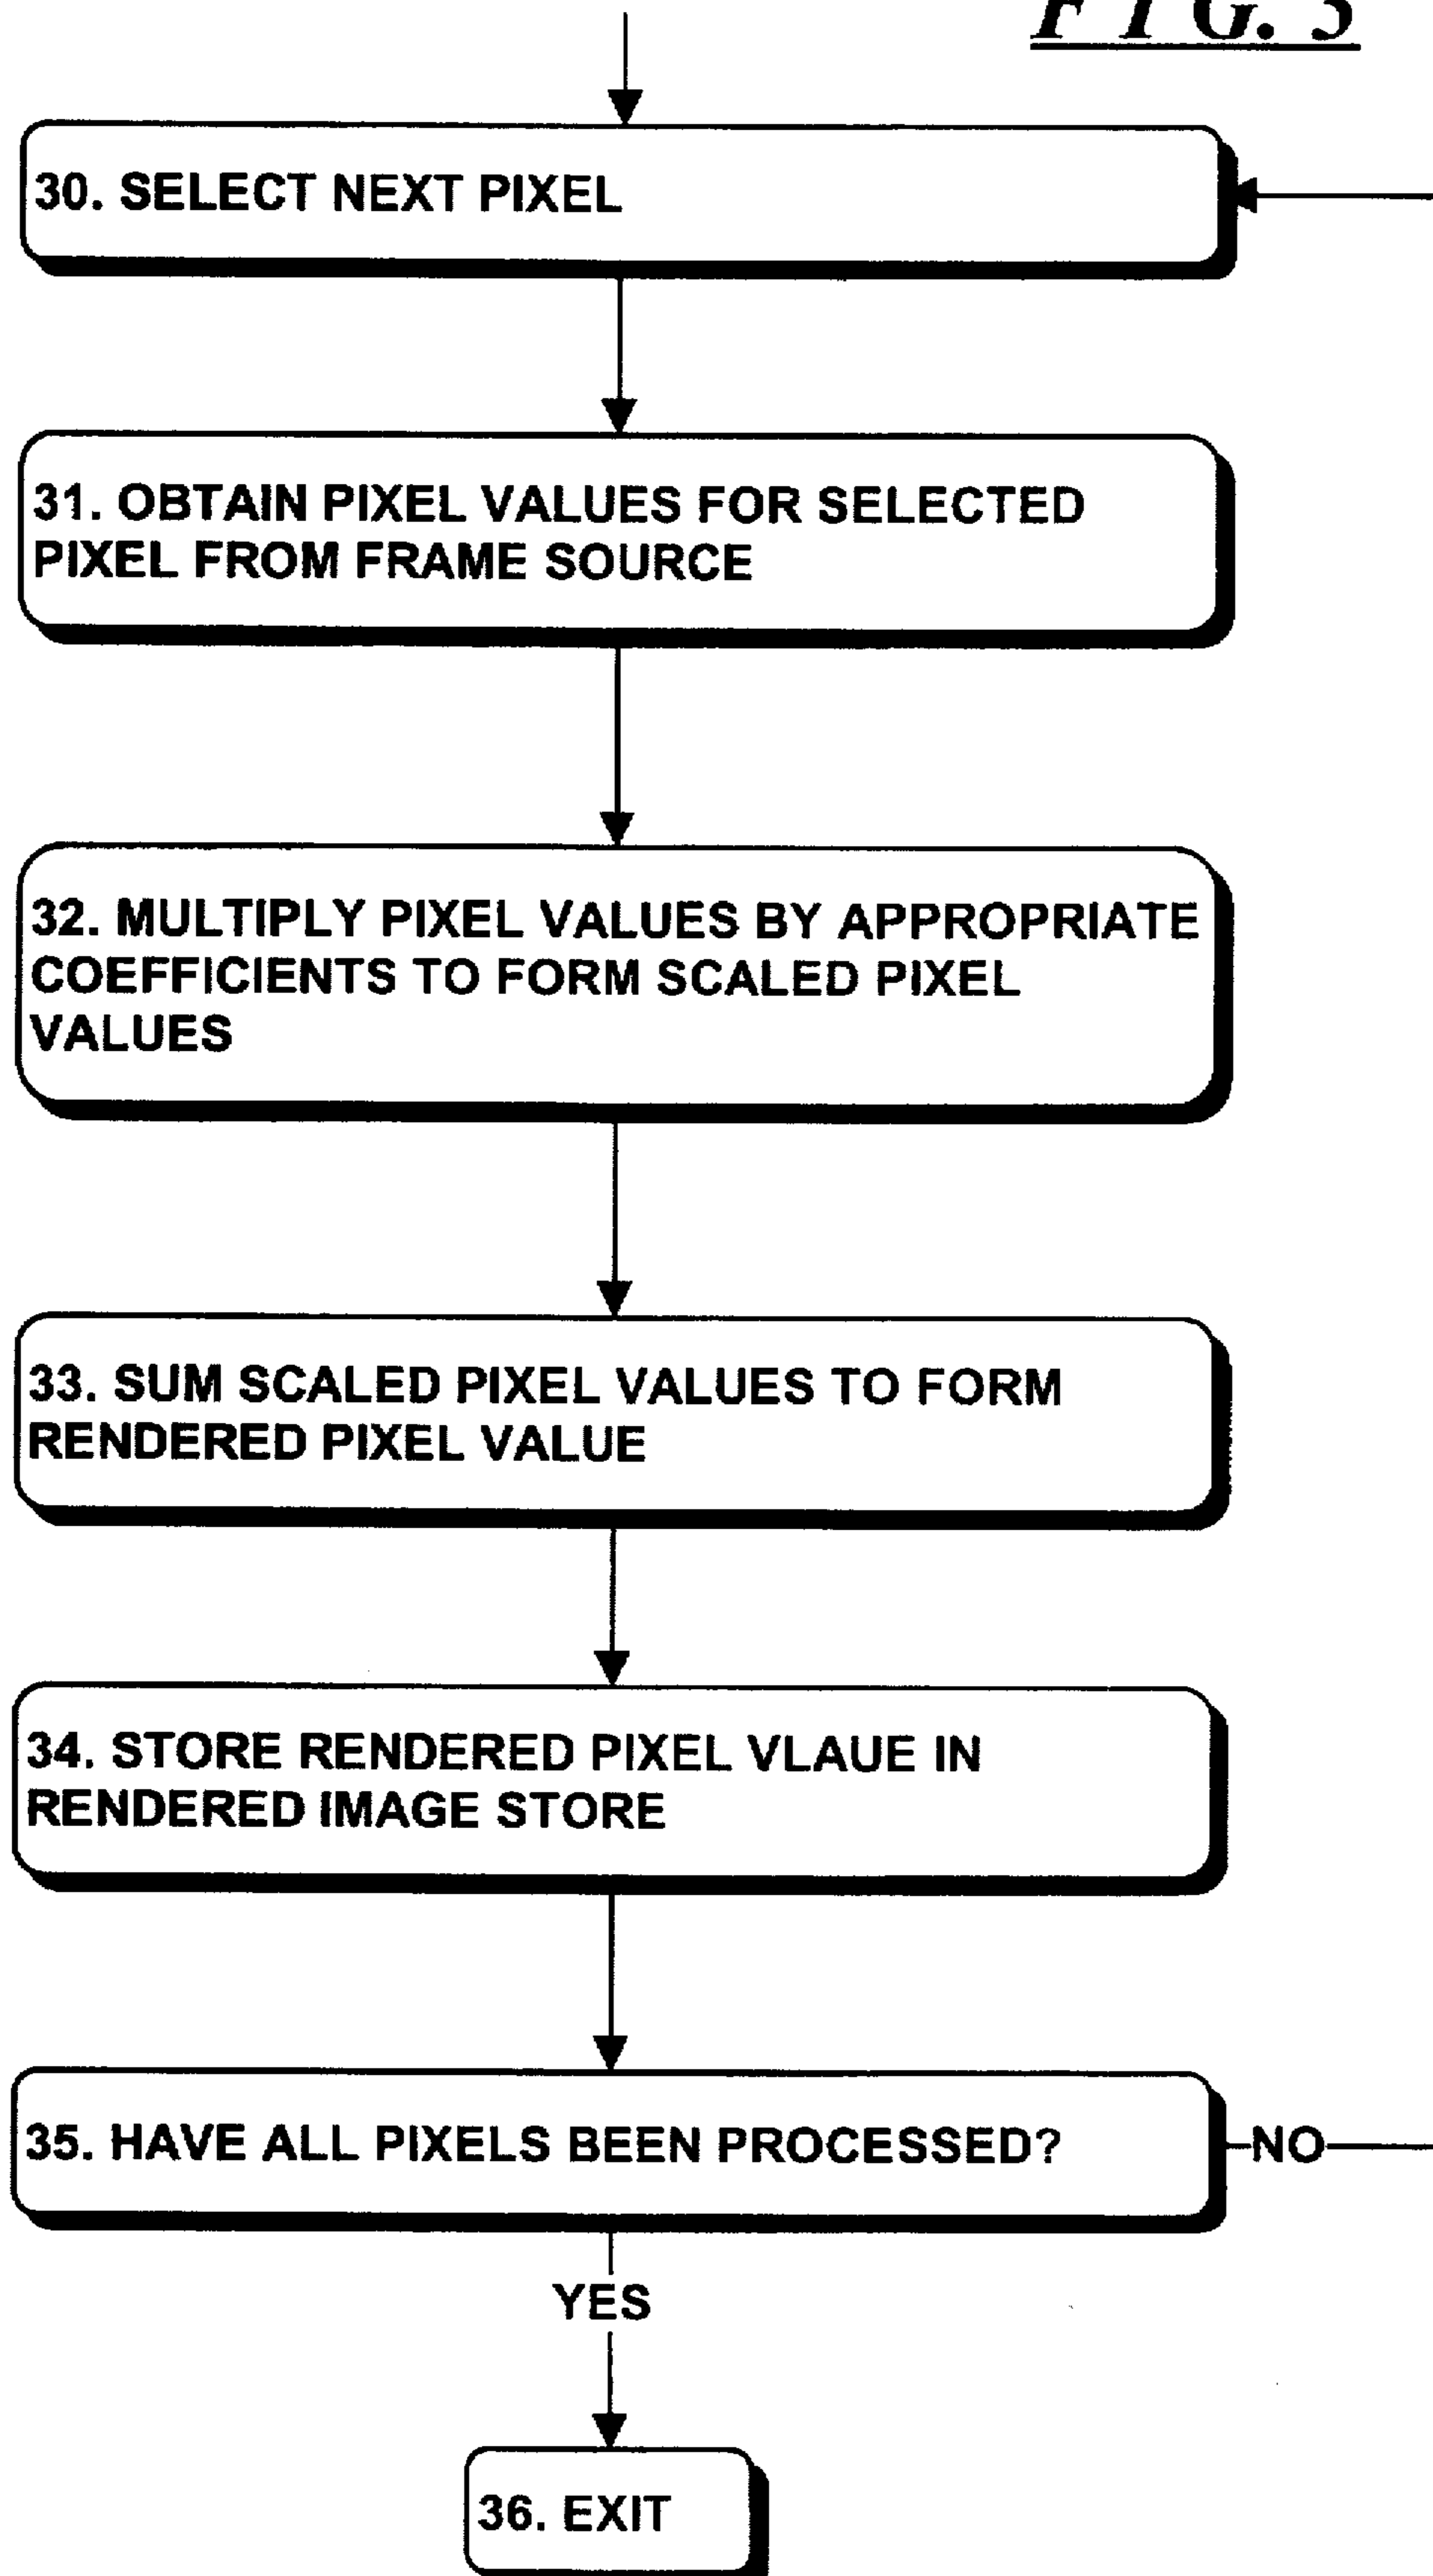 FIG. 3
30. SELECT NEXT PIXEL
31. OBTAIN PIXEL VALUES FOR SELECTED
PIXEL FROM FRAME SOURCE
32. MULTIPLY PIXEL VALUES BY APPROPRIATE
COEFFICIENTS TO FORM SCALED PIXEL
VALUES
33. SUM SCALED PIXEL VALUES TO FORM
RENDERED PIXEL VALUE
34. STORE RENDERED PIXEL VLAUE IN
RENDERED IMAGE STORE
35. HAVE ALL PIXELS BEEN PROCESSED?
NO
YES
36. EXIT